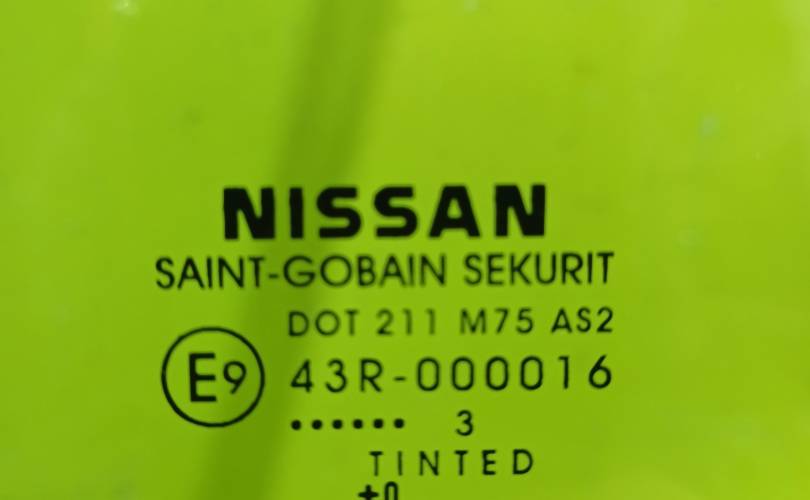 NISSAN
SAINT-GOBAIN SEKURIT
DOT 211 M75 AS2
E9 43R-000016
...... 3
TINTED